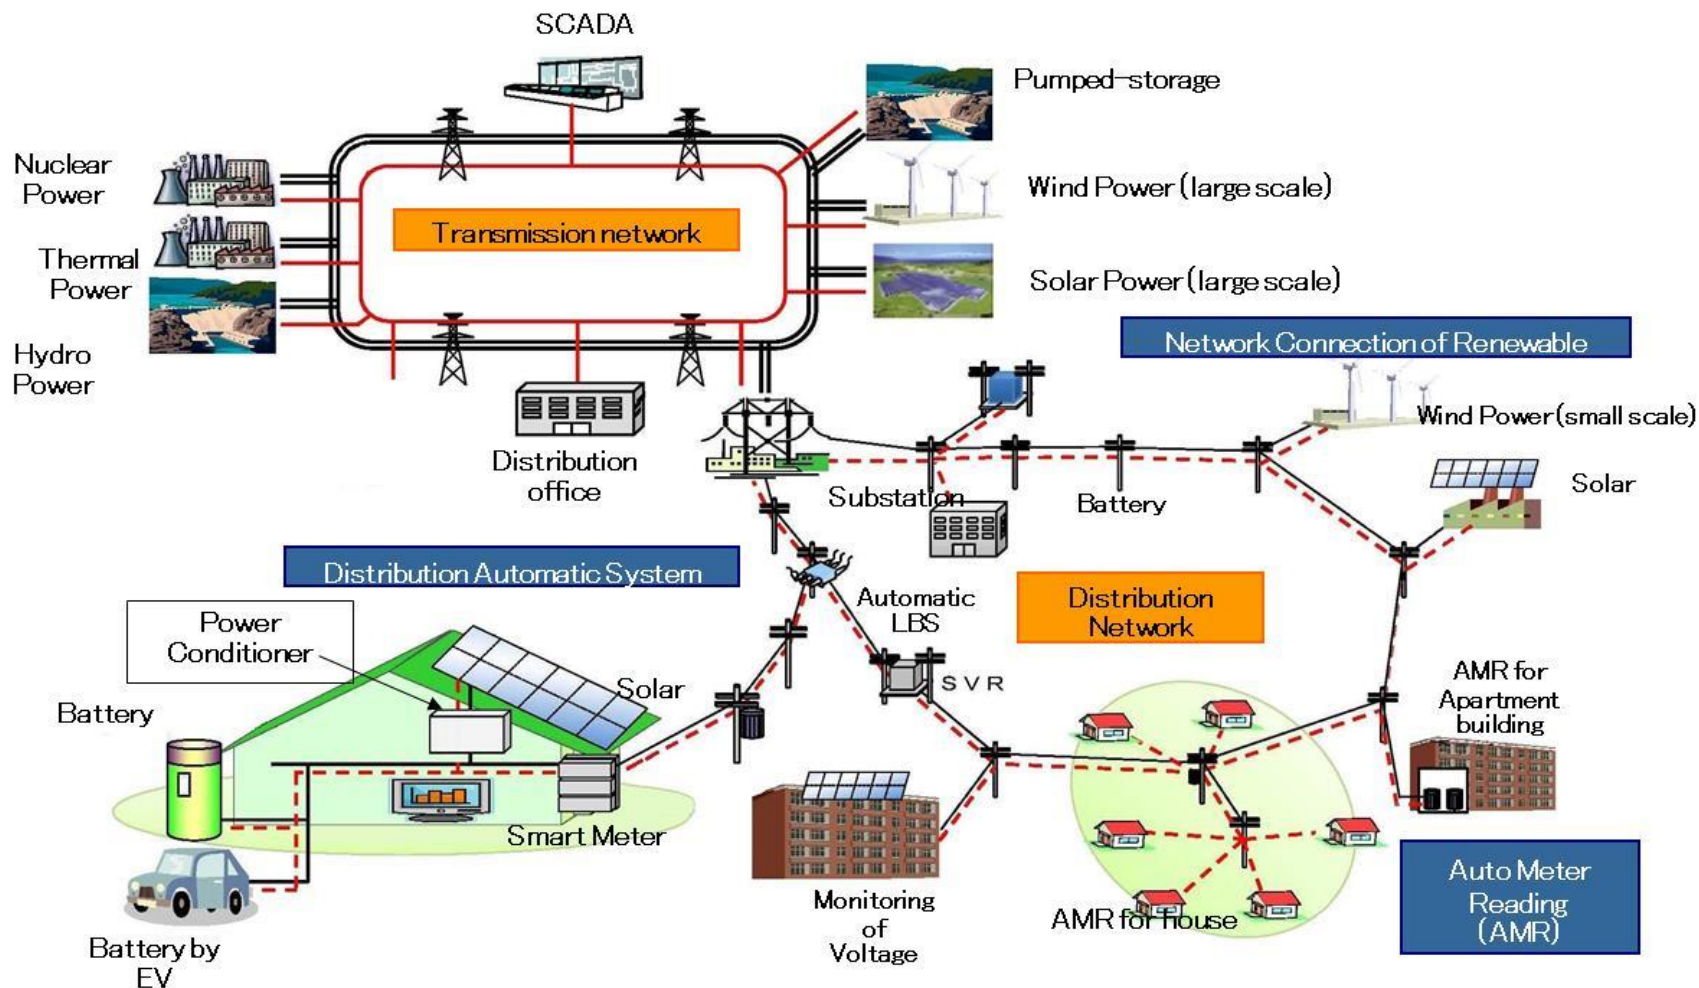 SCADA
Pumped-storage
Nuclear
Power
Wind Power (large scale)
Transmission network
Thermal
Power
Solar Power (large scale)
Network Connection of Renewable
Hydro
Power
Wind Power (small scale)
Distribution
office
Substation
Battery
Solar
Distribution Automatic System
Automatic
LBS
Distribution
Network
Power
Conditioner
Solar
SVR
AMR for
Apartment
building
Battery
Smart Meter
Monitoring
of
Voltage
AMR for house
Auto Meter
Reading
(AMR)
Battery by
EV